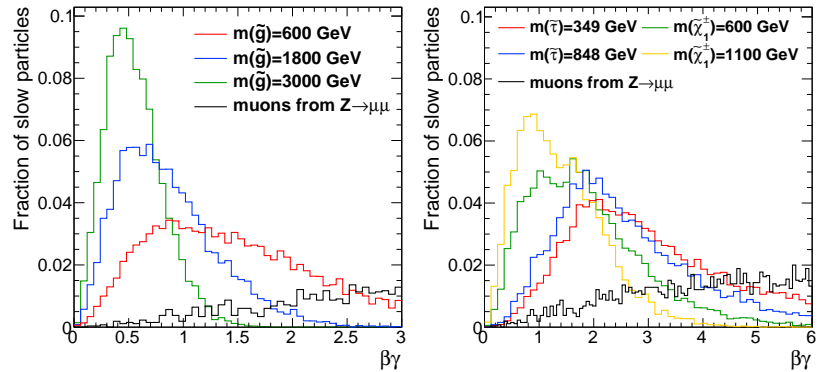 Fraction of slow particles
0.1
0.08
0.06
0.04
0.02
0
m(g̃)=600 GeV
m(g̃)=1800 GeV
m(g̃)=3000 GeV
muons from Z→μμ
0 0.5 1 1.5 2 2.5 3
βγ
Fraction of slow particles
0.1
0.08
0.06
0.04
0.02
0
m(τ̃)=349 GeV m(χ̃₁±)=600 GeV
m(τ̃)=848 GeV m(χ̃₁±)=1100 GeV
muons from Z→μμ
0 1 2 3 4 5 6
βγ